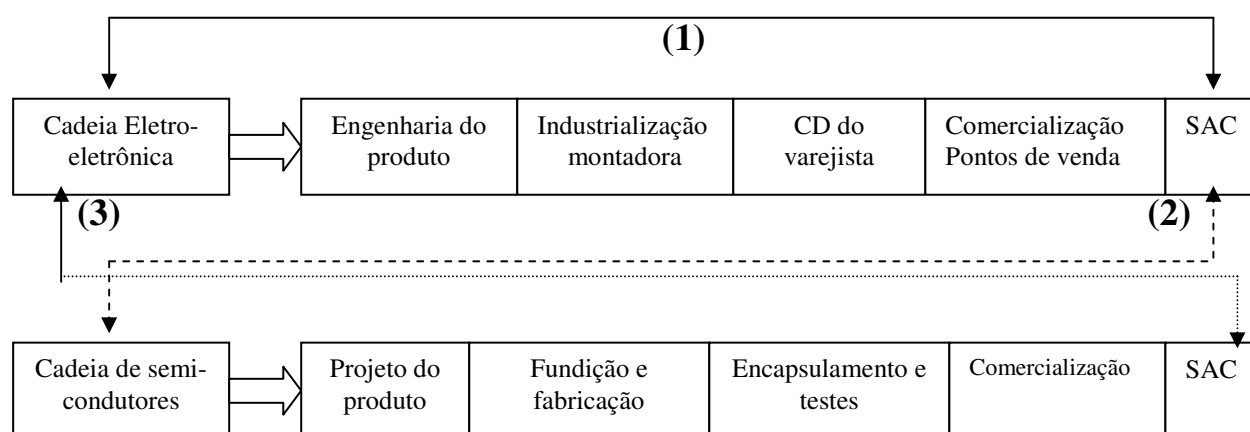 (1)
Cadeia Eletro-
eletrônica
Engenharia do
produto
Industrialização
montadora
CD do
varejista
Comercialização
Pontos de venda
SAC
(3)
(2)
Cadeia de semi-
condutores
Projeto do
produto
Fundição e
fabricação
Encapsulamento e
testes
Comercialização
SAC